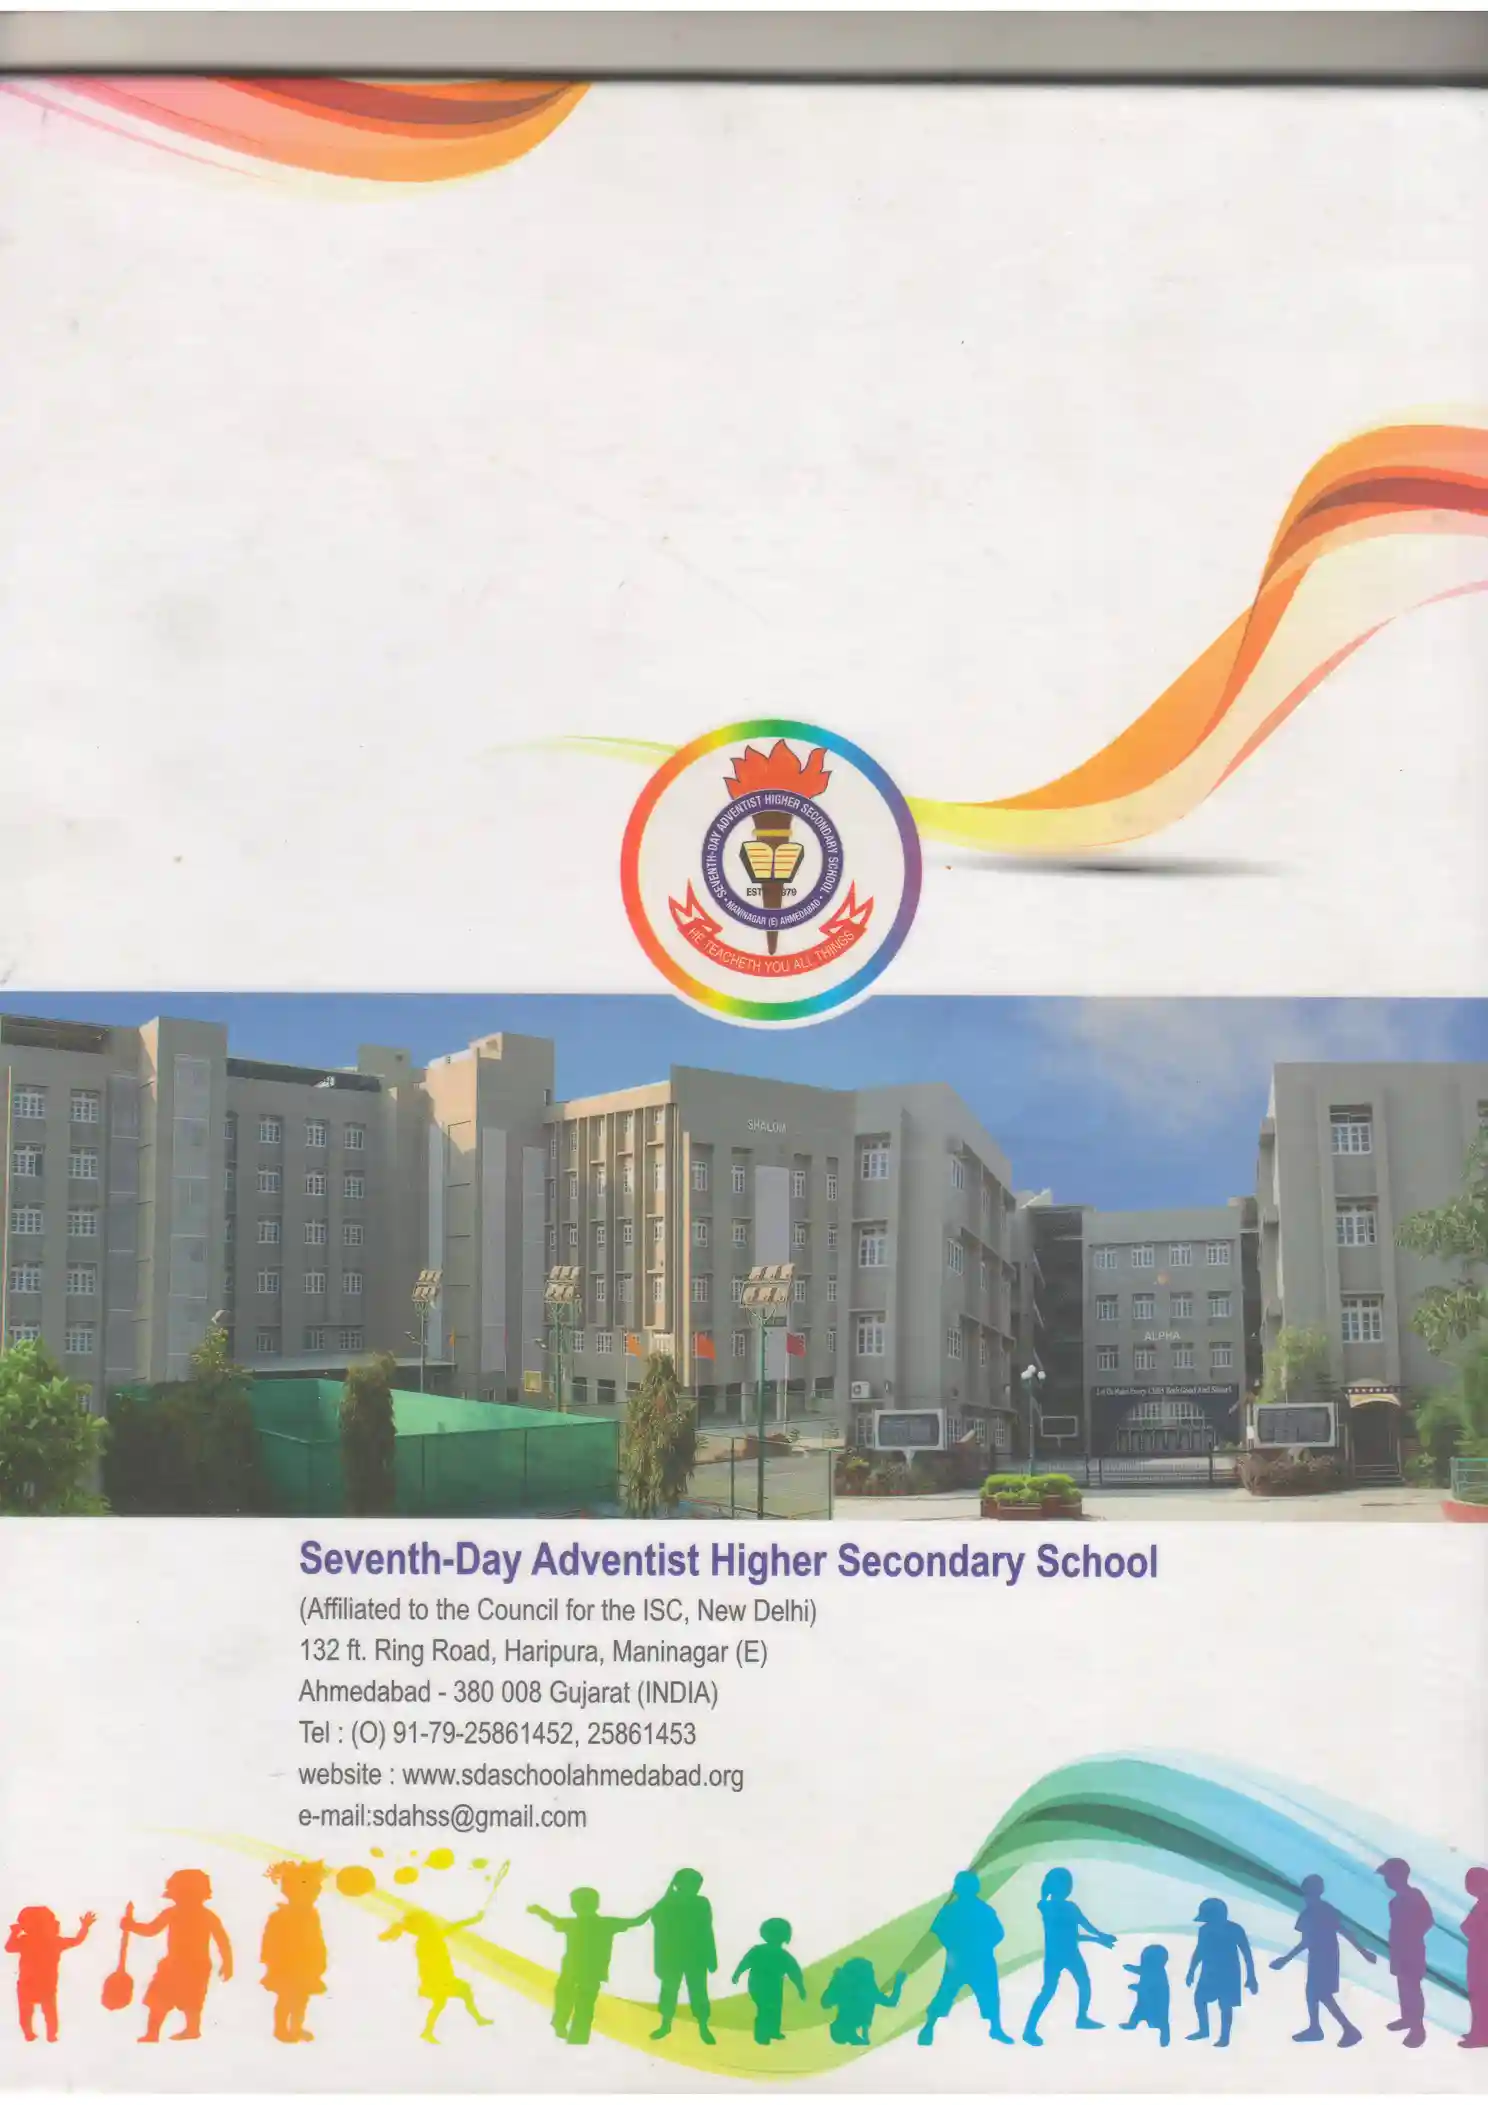 SEVENTH-DAY ADVENTIST HIGHER SECONDARY SCHOOL
EST 979
• MANINAGAR (E) AHMEDABAD •
HE TEACHETH YOU ALL THINGS
SHALOM
ALPHA
Seventh-Day Adventist Higher Secondary School
(Affiliated to the Council for the ISC, New Delhi)
132 ft. Ring Road, Haripura, Maninagar (E)
Ahmedabad - 380 008 Gujarat (INDIA)
Tel : (O) 91-79-25861452, 25861453
website : www.sdaschoolahmedabad.org
e-mail:sdahss@gmail.com